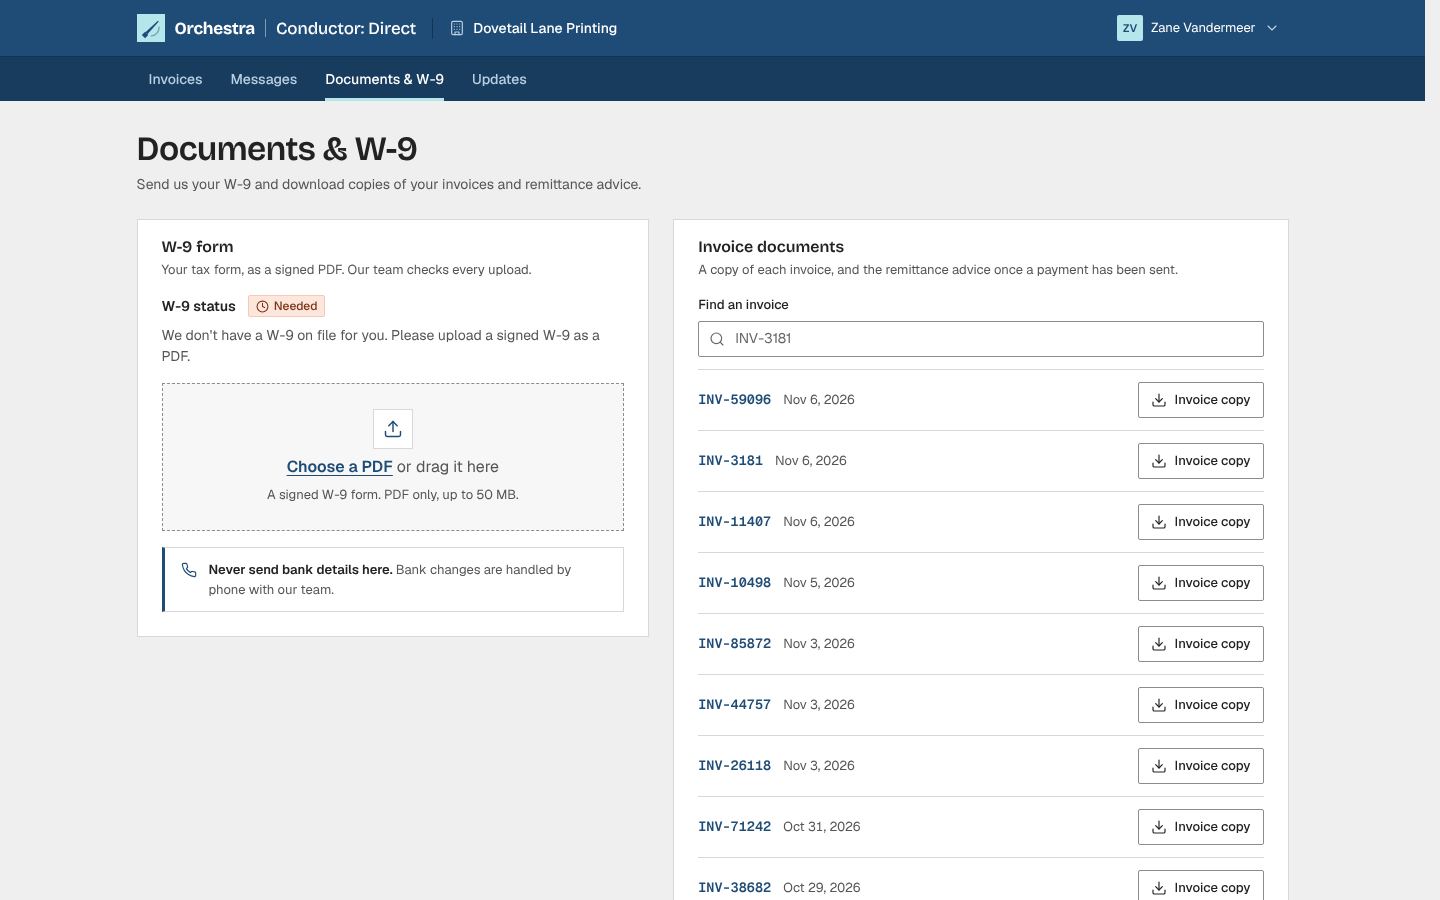 Orchestra
Conductor: Direct
Dovetail Lane Printing
ZV
Zane Vandermeer
Invoices
Messages
Documents & W-9
Updates
Documents & W-9
Send us your W-9 and download copies of your invoices and remittance advice.
W-9 form
Your tax form, as a signed PDF. Our team checks every upload.
W-9 status
Needed
We don't have a W-9 on file for you. Please upload a signed W-9 as a
PDF.
Choose a PDF or drag it here
A signed W-9 form. PDF only, up to 50 MB.
Never send bank details here. Bank changes are handled by
phone with our team.
Invoice documents
A copy of each invoice, and the remittance advice once a payment has been sent.
Find an invoice
INV-3181
INV-59096 Nov 6, 2026 Invoice copy
INV-3181 Nov 6, 2026 Invoice copy
INV-11407 Nov 6, 2026 Invoice copy
INV-10498 Nov 5, 2026 Invoice copy
INV-85872 Nov 3, 2026 Invoice copy
INV-44757 Nov 3, 2026 Invoice copy
INV-26118 Nov 3, 2026 Invoice copy
INV-71242 Oct 31, 2026 Invoice copy
INV-38682 Oct 29, 2026 Invoice copy